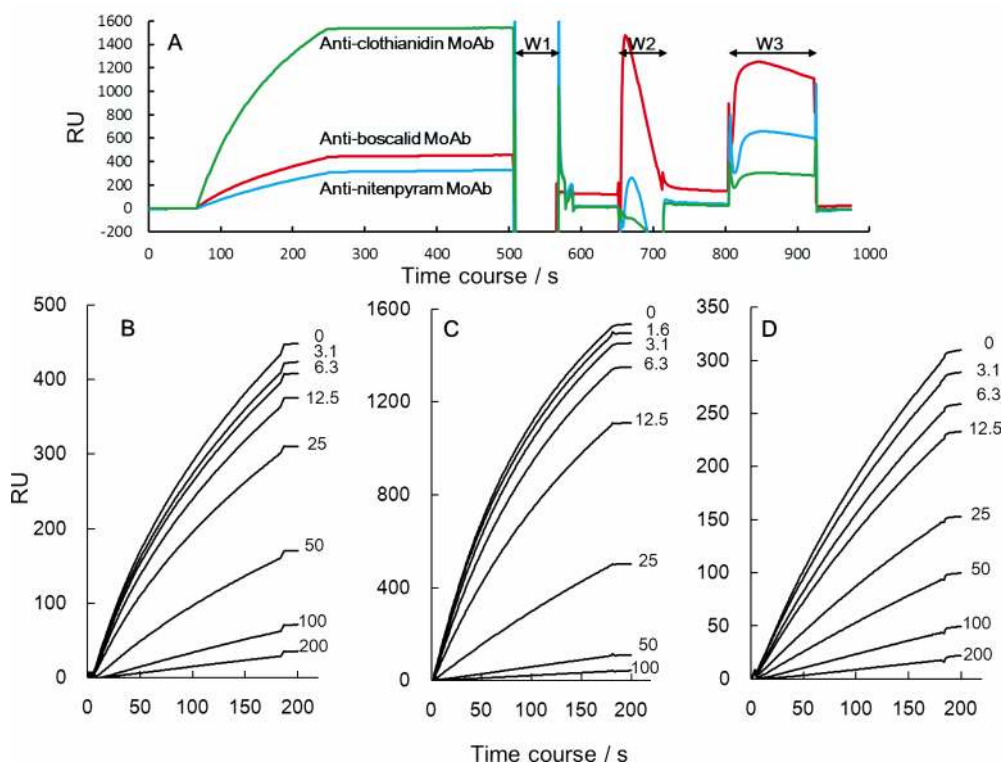 A
1600
1400
1200
1000
800
600
400
200
0
-200
RU
Anti-clothianidin MoAb
Anti-boscalid MoAb
Anti-nitenpyram MoAb
W1
W2
W3
0 100 200 300 400 500 600 700 800 900 1000
Time course / s
B
500
400
300
200
100
0
RU
0
3.1
6.3
12.5
25
50
100
200
0 50 100 150 200
C
1600
1200
800
400
0
0
1.6
3.1
6.3
12.5
25
50
100
0 50 100 150 200
D
350
300
250
200
150
100
50
0
0
3.1
6.3
12.5
25
50
100
200
0 50 100 150 200
Time course / s